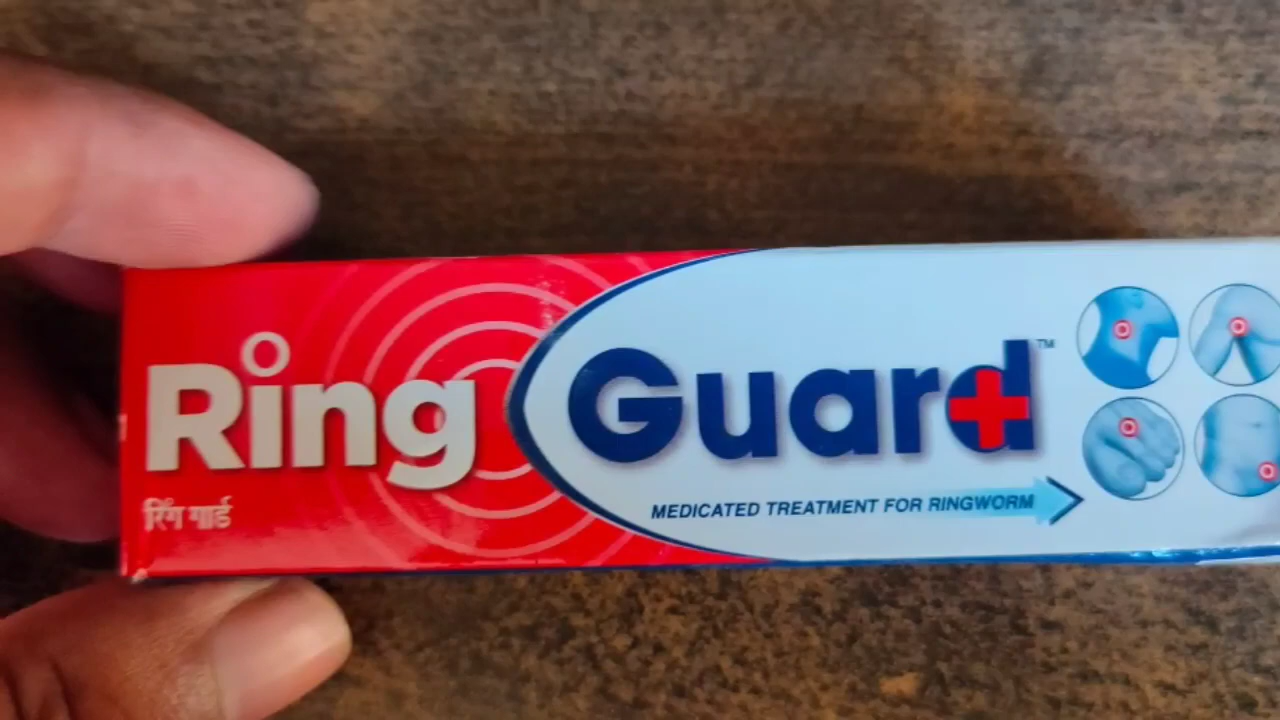 Ring Guard™
रिंग गार्ड
MEDICATED TREATMENT FOR RINGWORM